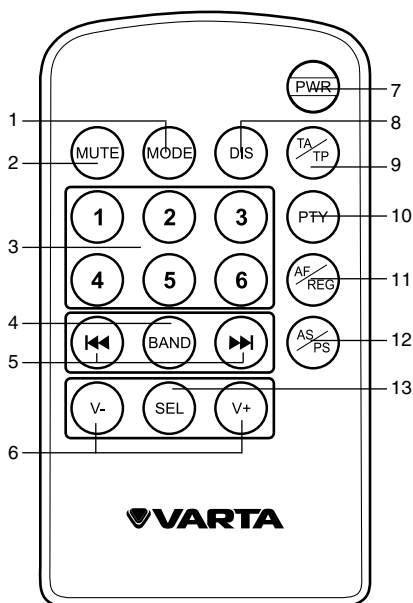 PWR
7
1
8
2
MUTE
MODE
DIS
TA/TP
9
1
2
3
PTY
10
3
4
5
6
AF/REG
11
4
5
BAND
AS/PS
12
13
V-
SEL
V+
6
VARTA